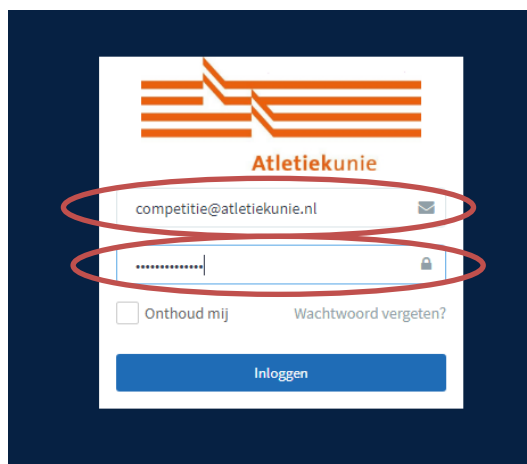 Atletiekunie
competitie@atletiekunie.nl
••••••••••••••
Onthoud mij
Wachtwoord vergeten?
Inloggen